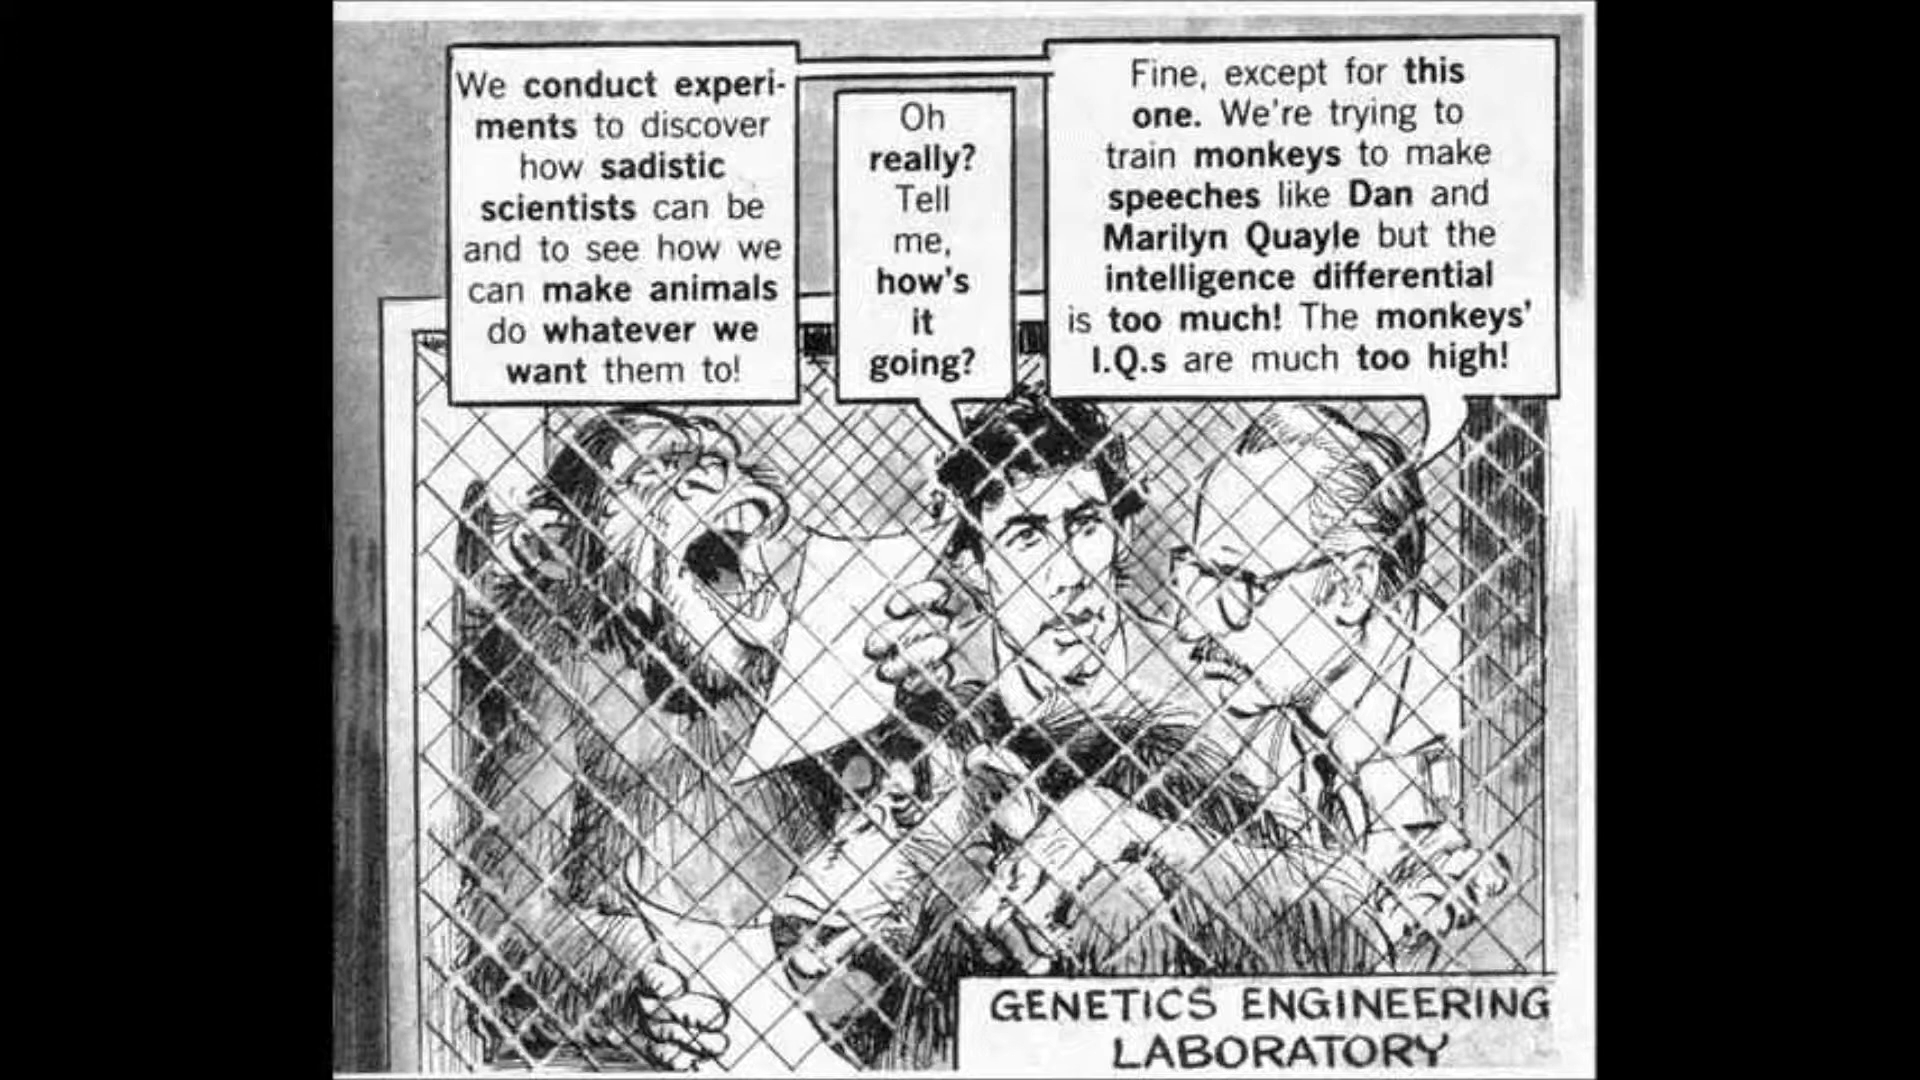 We conduct experi-
ments to discover
how sadistic
scientists can be
and to see how we
can make animals
do whatever we
want them to!
Oh
really?
Tell
me,
how's
it
going?
Fine, except for this
one. We're trying to
train monkeys to make
speeches like Dan and
Marilyn Quayle but the
intelligence differential
is too much! The monkeys'
I.Q.s are much too high!
GENETICS ENGINEERING
LABORATORY